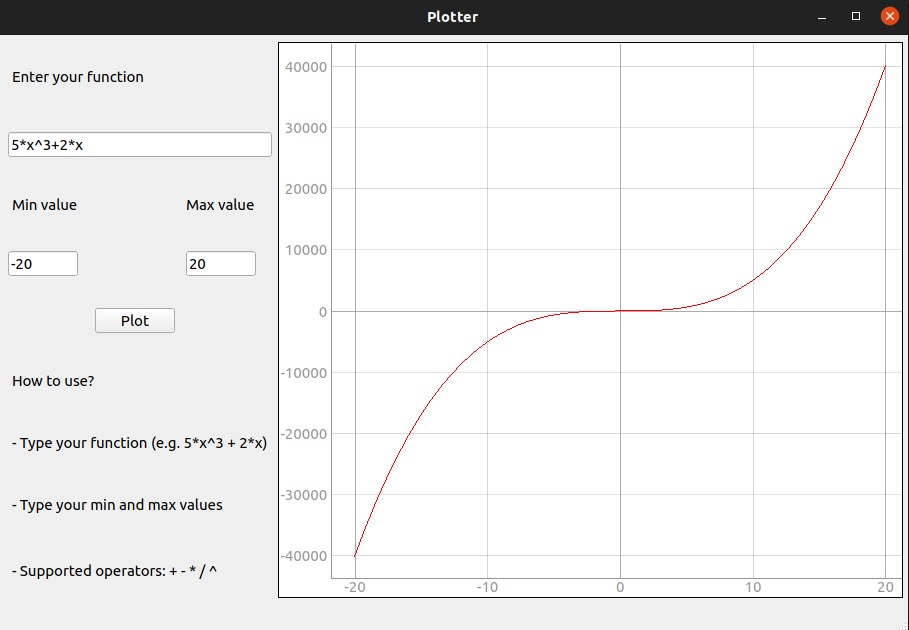 Plotter
Enter your function
5*x^3+2*x
Min value Max value
-20 20
Plot
How to use?
- Type your function (e.g. 5*x^3 + 2*x)
- Type your min and max values
- Supported operators: + - * / ^
40000
30000
20000
10000
0
-10000
-20000
-30000
-40000
-20 -10 0 10 20